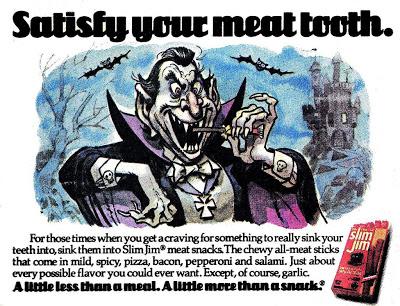 Satisfy your meat tooth.
For those times when you get a craving for something to really sink your
teeth into, sink them into Slim Jim® meat snacks. The chewy all-meat sticks
that come in mild, spicy, pizza, bacon, pepperoni and salami. Just about
every possible flavor you could ever want. Except, of course, garlic.
A little less than a meal. A little more than a snack.®
Slim
Jim